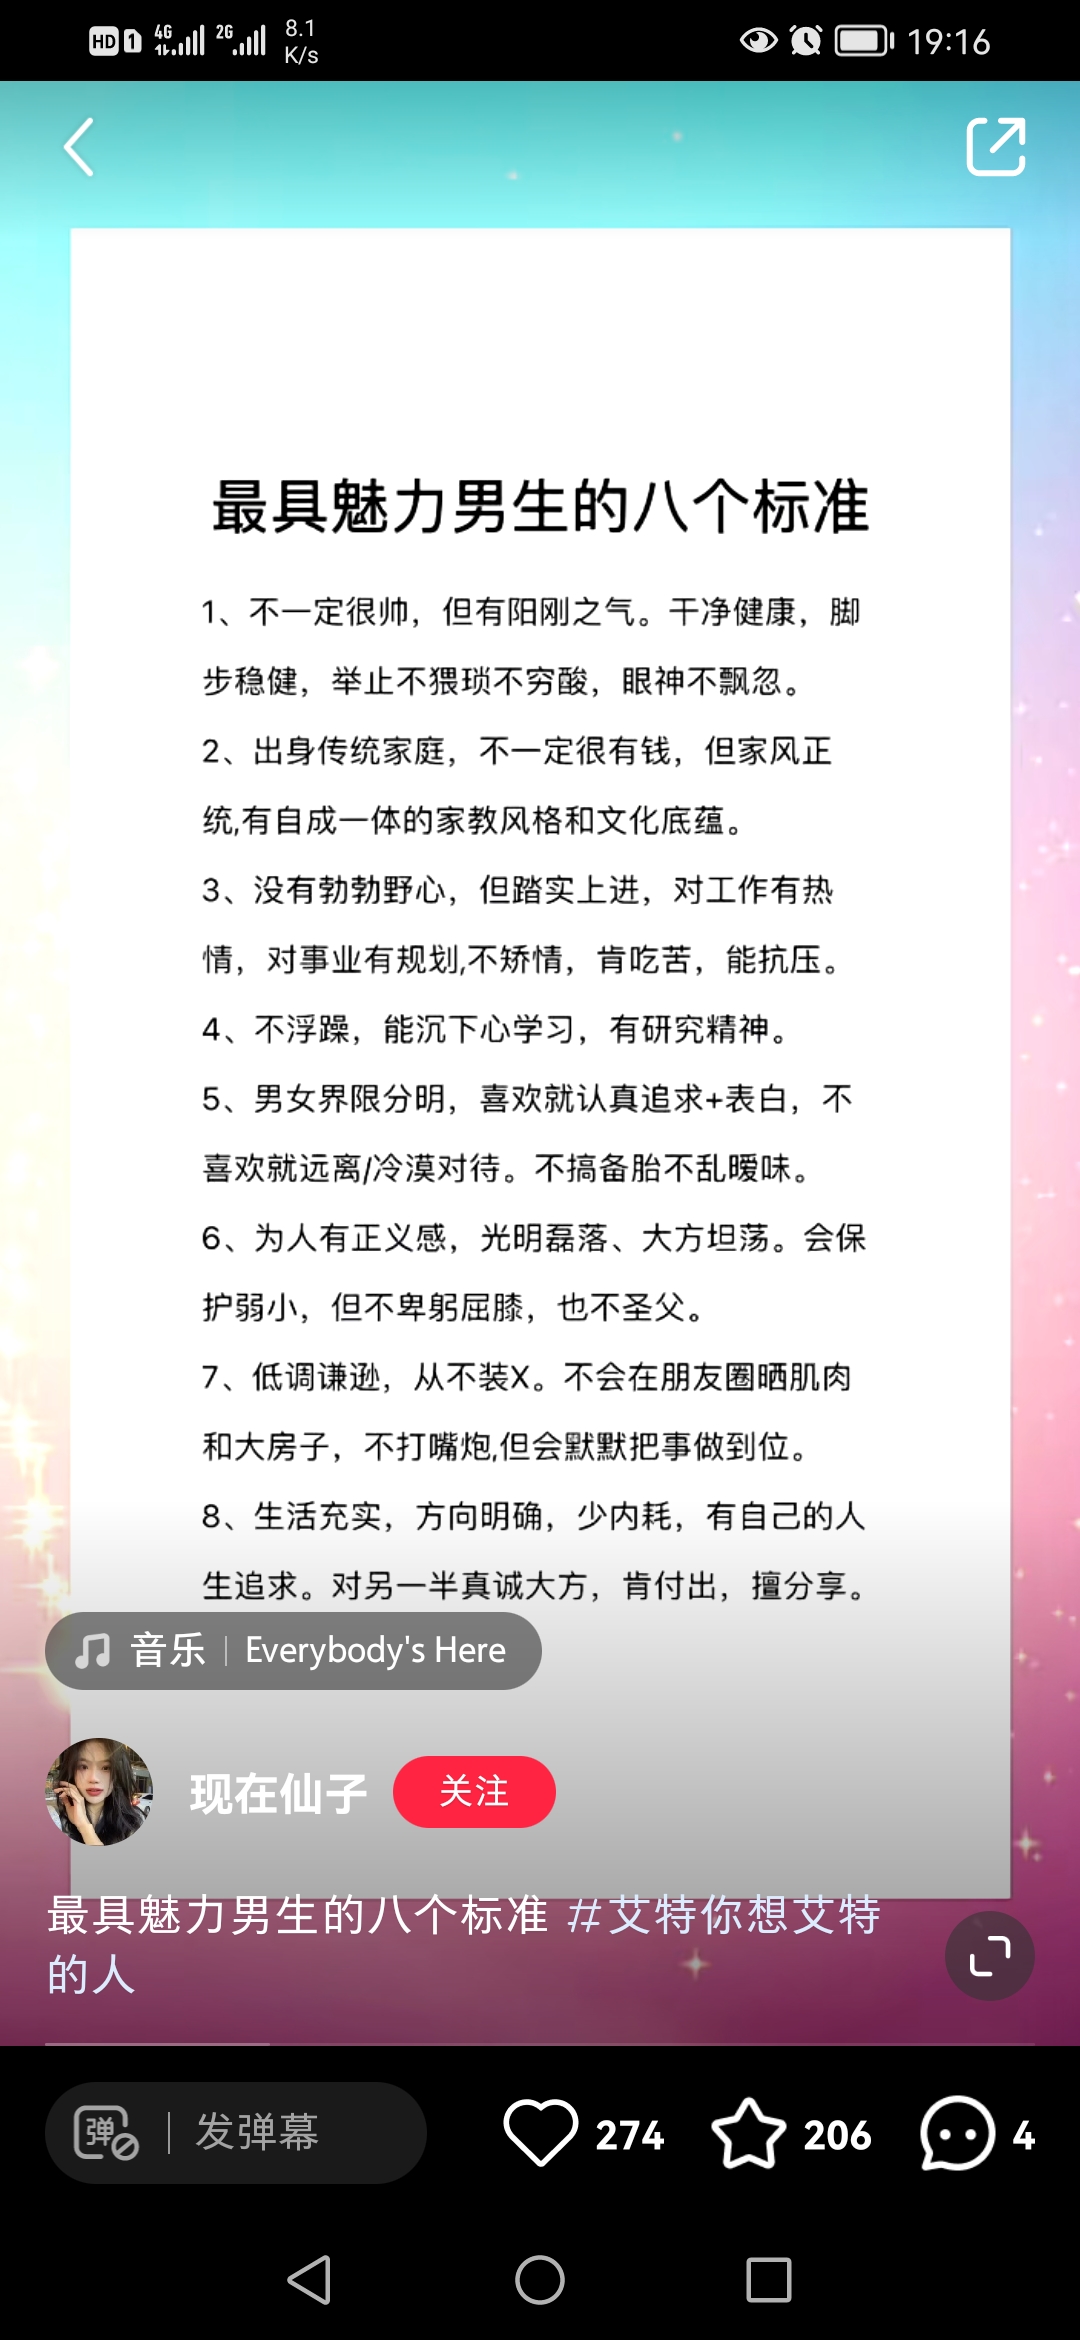 HD 1 4G 2G 8.1 K/s 19:16
最具魅力男生的八个标准
1、不一定很帅，但有阳刚之气。干净健康，脚
步稳健，举止不猥琐不穷酸，眼神不飘忽。
2、出身传统家庭，不一定很有钱，但家风正
统,有自成一体的家教风格和文化底蕴。
3、没有勃勃野心，但踏实上进，对工作有热
情，对事业有规划,不矫情，肯吃苦，能抗压。
4、不浮躁，能沉下心学习，有研究精神。
5、男女界限分明，喜欢就认真追求+表白，不
喜欢就远离/冷漠对待。不搞备胎不乱暧昧。
6、为人有正义感，光明磊落、大方坦荡。会保
护弱小，但不卑躬屈膝，也不圣父。
7、低调谦逊，从不装X。不会在朋友圈晒肌肉
和大房子，不打嘴炮,但会默默把事做到位。
8、生活充实，方向明确，少内耗，有自己的人
生追求。对另一半真诚大方，肯付出，擅分享。
音乐 | Everybody's Here
现在仙子 关注
最具魅力男生的八个标准 #艾特你想艾特
的人
弹 | 发弹幕 274 206 4